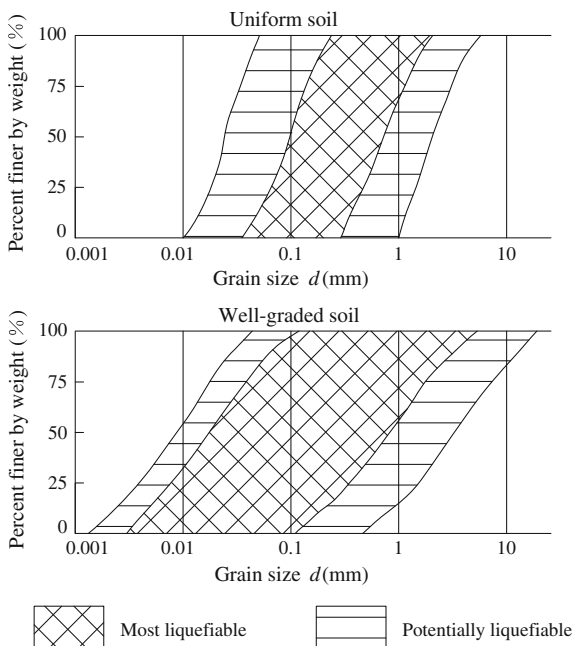 Uniform soil
Percent finer by weight (%)
100
75
50
25
0
0.001 0.01 0.1 1 10
Grain size d (mm)
Well-graded soil
Percent finer by weight (%)
100
75
50
25
0
0.001 0.01 0.1 1 10
Grain size d (mm)
Most liquefiable Potentially liquefiable